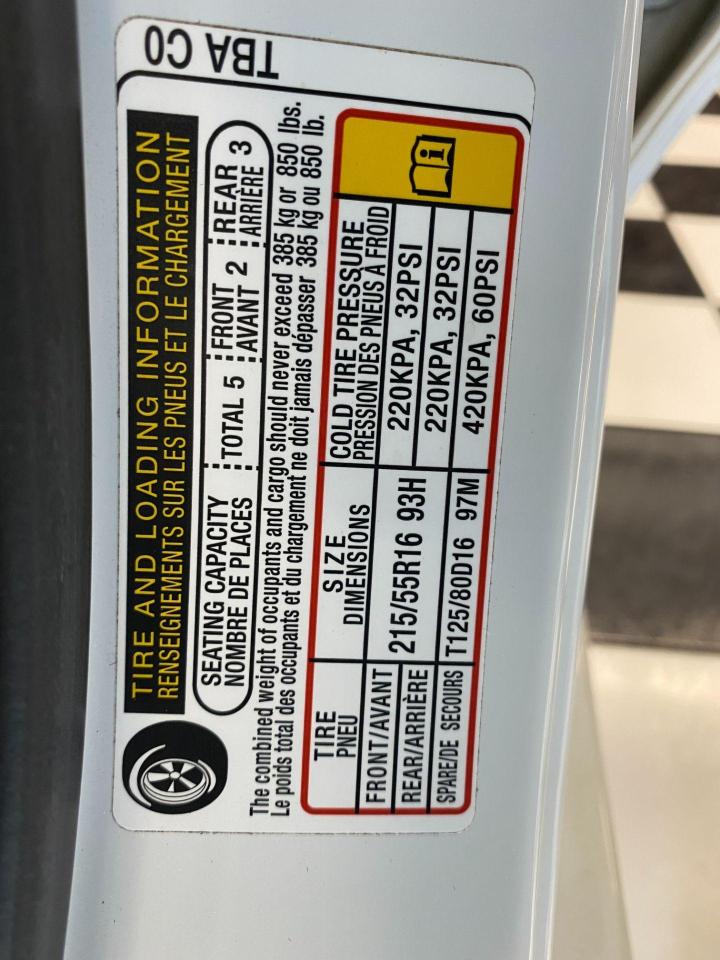 TBA C0
TIRE AND LOADING INFORMATION
RENSEIGNEMENTS SUR LES PNEUS ET LE CHARGEMENT
SEATING CAPACITY
NOMBRE DE PLACES
TOTAL 5
FRONT
AVANT 2
REAR
ARRIÈRE 3
The combined weight of occupants and cargo should never exceed 385 kg or 850 lbs.
Le poids total des occupants et du chargement ne doit jamais dépasser 385 kg ou 850 lb.
TIRE
PNEU
SIZE
DIMENSIONS
COLD TIRE PRESSURE
PRESSION DES PNEUS À FROID
FRONT/AVANT
215/55R16 93H
220KPA, 32PSI
REAR/ARRIÈRE
220KPA, 32PSI
SPARE/DE SECOURS
T125/80D16 97M
420KPA, 60PSI